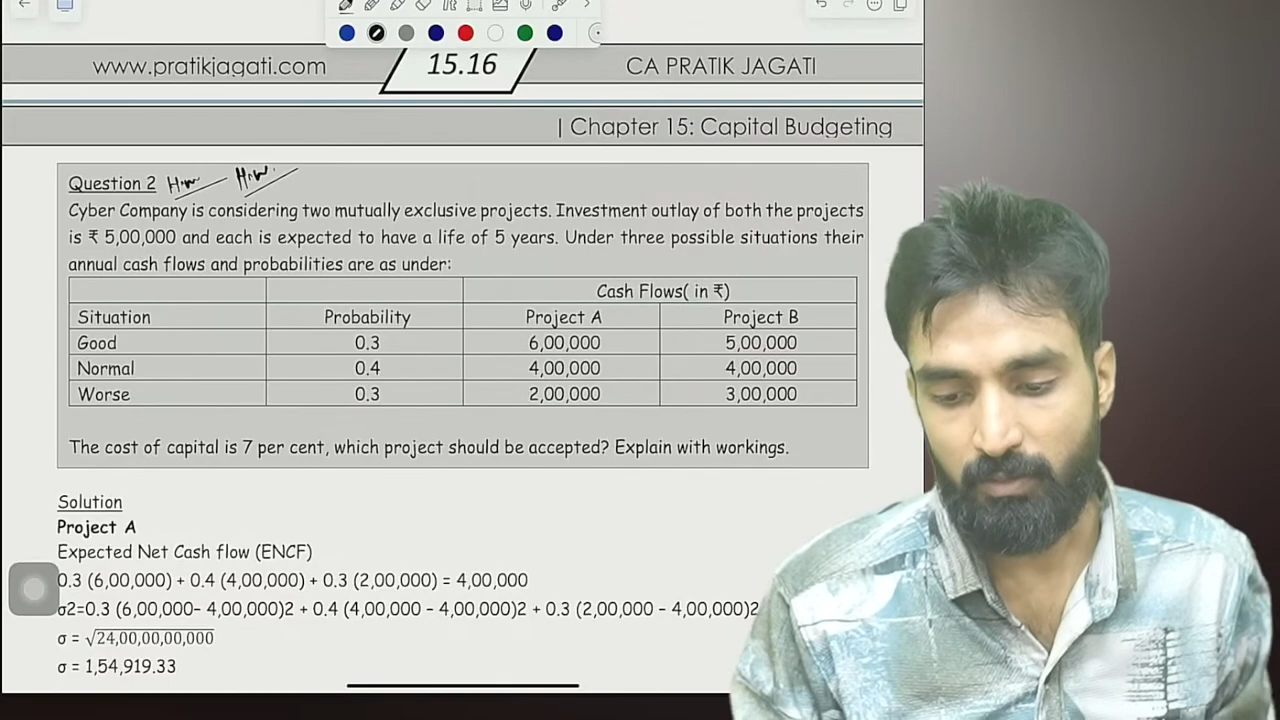 www.pratikjagati.com 15.16 CA PRATIK JAGATI
| Chapter 15: Capital Budgeting
Question 2 H.w H.w.
Cyber Company is considering two mutually exclusive projects. Investment outlay of both the projects
is ₹ 5,00,000 and each is expected to have a life of 5 years. Under three possible situations their
annual cash flows and probabilities are as under:
Cash Flows( in ₹)
Situation Probability Project A Project B
Good 0.3 6,00,000 5,00,000
Normal 0.4 4,00,000 4,00,000
Worse 0.3 2,00,000 3,00,000
The cost of capital is 7 per cent, which project should be accepted? Explain with workings.
Solution
Project A
Expected Net Cash flow (ENCF)
0.3 (6,00,000) + 0.4 (4,00,000) + 0.3 (2,00,000) = 4,00,000
σ2=0.3 (6,00,000– 4,00,000)2 + 0.4 (4,00,000 – 4,00,000)2 + 0.3 (2,00,000 – 4,00,000)2
σ = √24,00,00,00,000
σ = 1,54,919.33